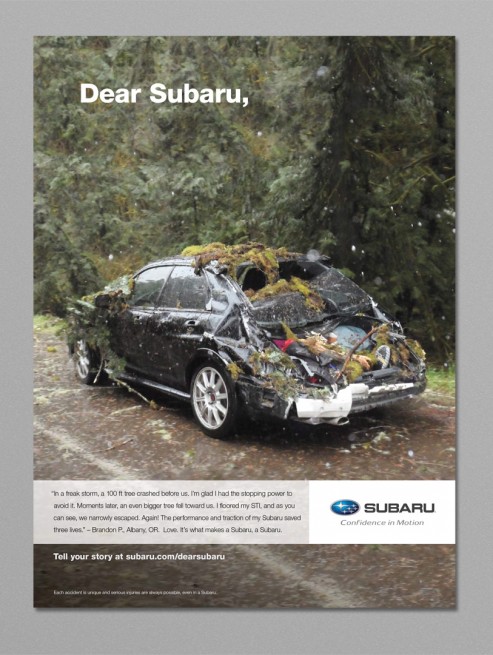 Dear Subaru,
"In a freak storm, a 100 ft tree crashed before us. I'm glad I had the stopping power to
avoid it. Moments later, an even bigger tree fell toward us. I floored my STI, and as you
can see, we narrowly escaped. Again! The performance and traction of my Subaru saved
three lives." – Brandon P., Albany, OR. Love. It's what makes a Subaru, a Subaru.
SUBARU
Confidence in Motion
Tell your story at subaru.com/dearsubaru
Each accident is unique and serious injuries are always possible, even in a Subaru.